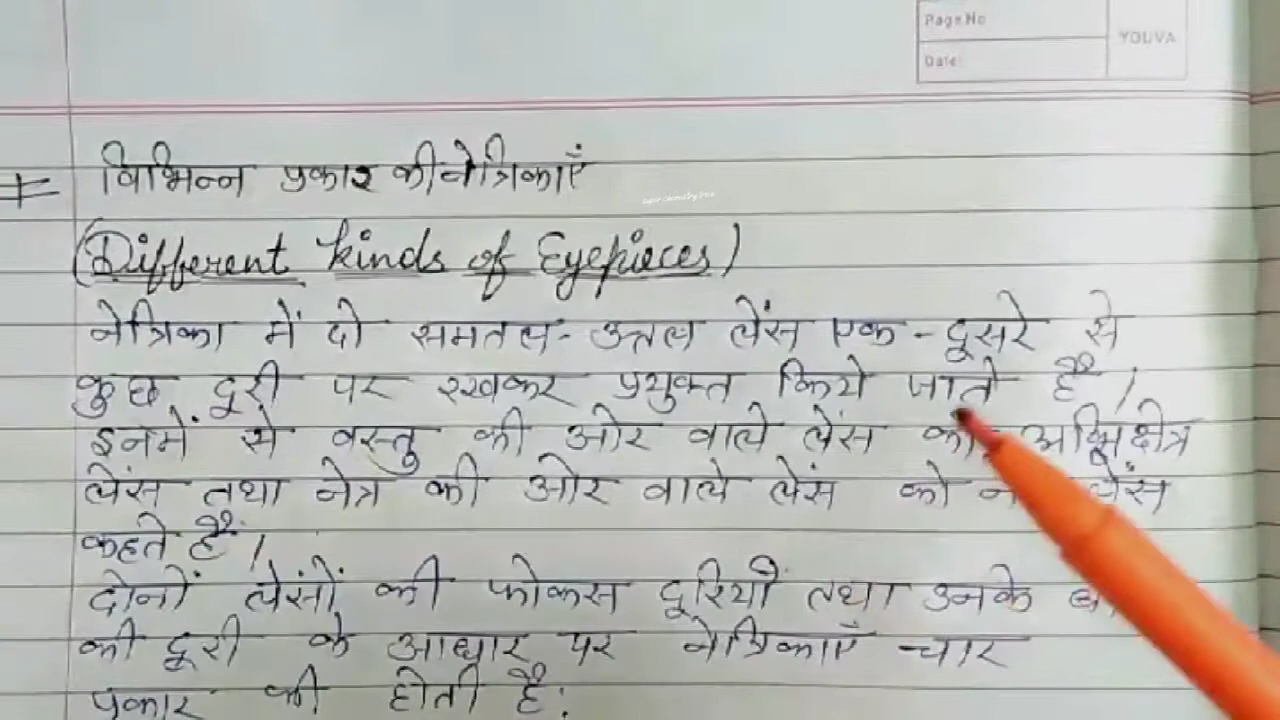 Page No
YOUVA
Date:
विभिन्न प्रकार की नेत्रिकाएँ
(Different kinds of Eyepieces)
नेत्रिका में दो समतल-उत्तल लेंस एक-दूसरे से
कुछ दूरी पर रखकर प्रयुक्त किये जाते हैं।
इनमें से वस्तु की ओर वाले लेंस को अभिक्षेत्र
लेंस तथा नेत्र की ओर वाले लेंस को लेंस
कहते हैं।
दोनों लेंसों की फोकस दूरियों तथा उनके
की दूरी के आधार पर नेत्रिकाएँ चार
प्रकार की होती हैं: